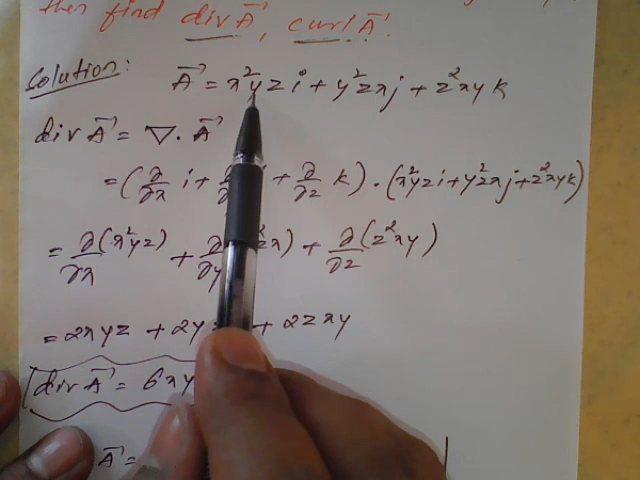 then find div A⃗, curl A⃗.
Solution:
A⃗ = x²yz i + y²zx j + z²xy k
div A⃗ = ∇. A⃗
= (∂/∂x i + ∂/∂ + ∂/∂z k) . (x²yz i + y²zx j + z²xy k)
= ∂/∂x (x²yz) + ∂/∂y ²zx) + ∂/∂z (z²xy)
= 2xyz + 2y + 2zxy
div A⃗ = 6xy
A⃗ =